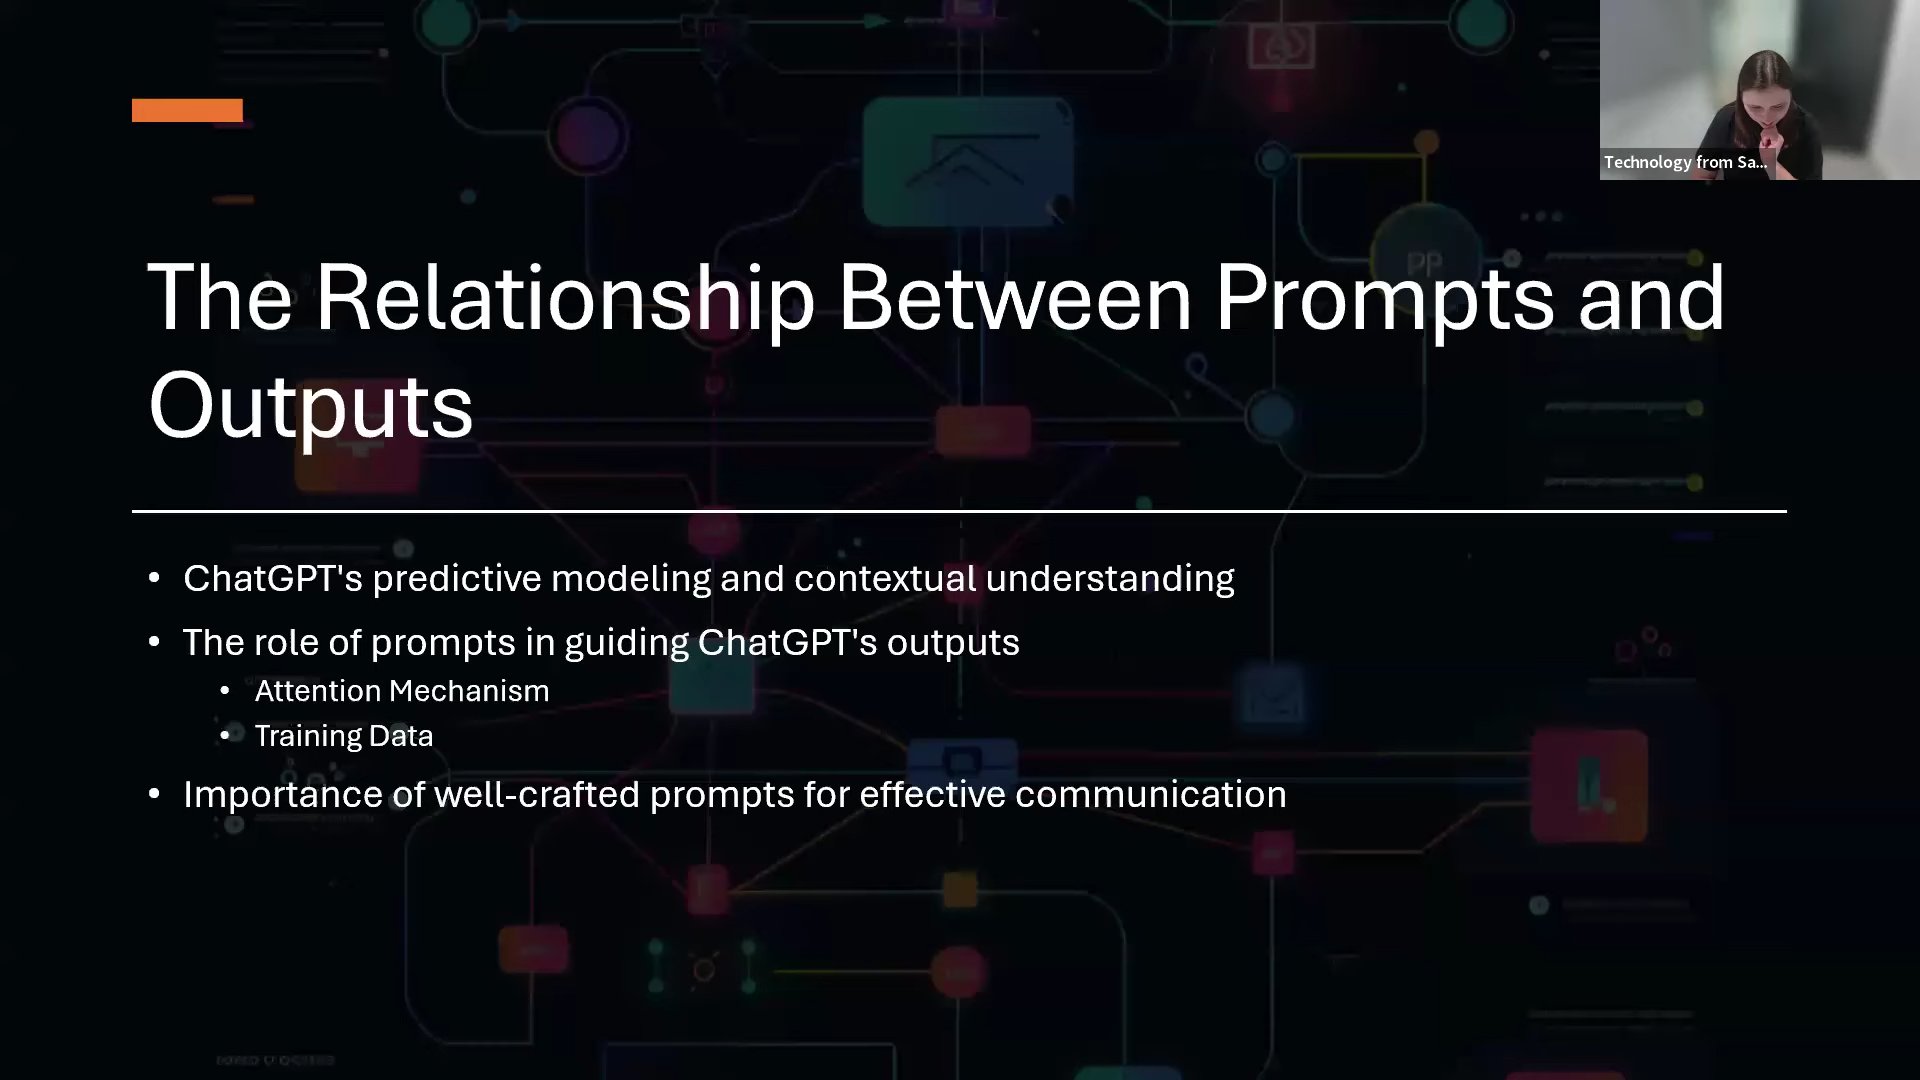 Technology from Sa...
The Relationship Between Prompts and
Outputs
• ChatGPT's predictive modeling and contextual understanding
• The role of prompts in guiding ChatGPT's outputs
• Attention Mechanism
• Training Data
• Importance of well-crafted prompts for effective communication
PP